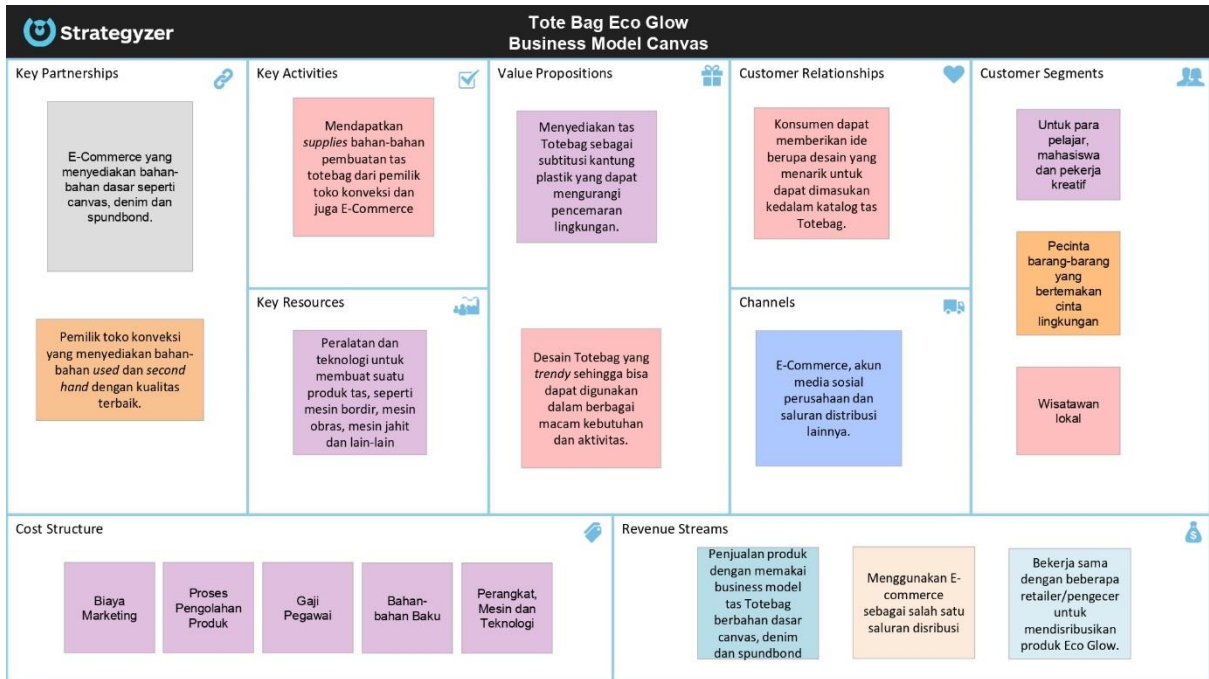 Strategyzer
Tote Bag Eco Glow
Business Model Canvas
Key Partnerships
E-Commerce yang
menyediakan bahan-
bahan dasar seperti
canvas, denim dan
spundbond.
Pemilik toko konveksi
yang menyediakan bahan-
bahan used dan second
hand dengan kualitas
terbaik.
Key Activities
Mendapatkan
supplies bahan-bahan
pembuatan tas
totebag dari pemilik
toko konveksi dan
juga E-Commerce
Key Resources
Peralatan dan
teknologi untuk
membuat suatu
produk tas, seperti
mesin bordir, mesin
obras, mesin jahit
dan lain-lain
Value Propositions
Menyediakan tas
Totebag sebagai
subtitusi kantung
plastik yang dapat
mengurangi
pencemaran
lingkungan.
Desain Totebag yang
trendy sehingga bisa
dapat digunakan
dalam berbagai
macam kebutuhan
dan aktivitas.
Customer Relationships
Konsumen dapat
memberikan ide
berupa desain yang
menarik untuk
dapat dimasukan
kedalam katalog tas
Totebag.
Channels
E-Commerce, akun
media sosial
perusahaan dan
saluran distribusi
lainnya.
Customer Segments
Untuk para
pelajar,
mahasiswa
dan pekerja
kreatif
Pecinta
barang-barang
yang
bertemakan
cinta
lingkungan
Wisatawan
lokal
Cost Structure
Biaya
Marketing
Proses
Pengolahan
Produk
Gaji
Pegawai
Bahan-
bahan Baku
Perangkat,
Mesin dan
Teknologi
Revenue Streams
Penjualan produk
dengan memakai
business model
tas Totebag
berbahan dasar
canvas, denim
dan spundbond
Menggunakan E-
commerce
sebagai salah satu
saluran disribusi
Bekerja sama
dengan beberapa
retailer/pengecer
untuk
mendisribusikan
produk Eco Glow.